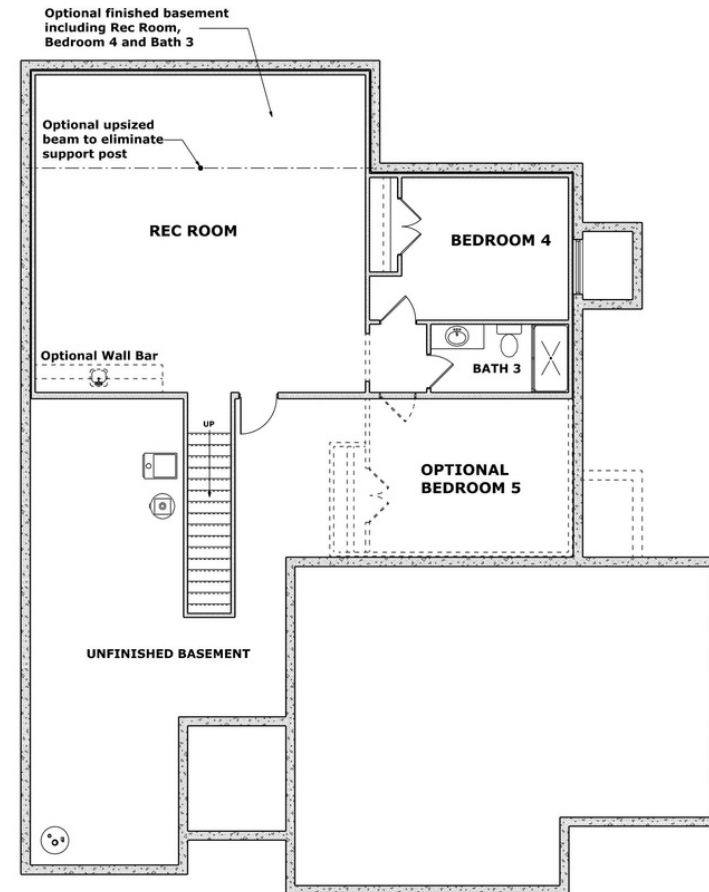 Optional finished basement
including Rec Room,
Bedroom 4 and Bath 3
Optional upsized
beam to eliminate
support post
REC ROOM
BEDROOM 4
Optional Wall Bar
BATH 3
UP
OPTIONAL
BEDROOM 5
UNFINISHED BASEMENT